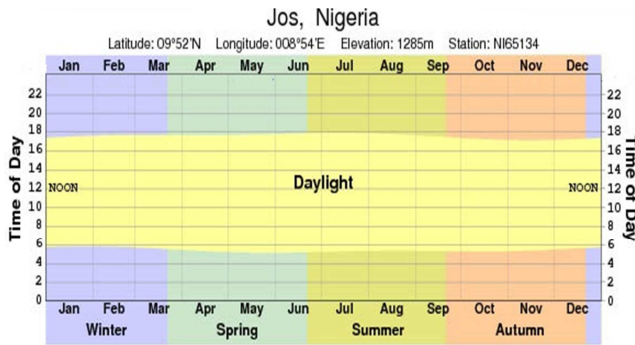 Jos, Nigeria
Latitude: 09°52'N Longitude: 008°54'E Elevation: 1285m Station: NI65134
Jan Feb Mar Apr May Jun Jul Aug Sep Oct Nov Dec
Time of Day
22 22
20 20
18 18
16 16
14 14
12 NOON NOON 12
Daylight
10 10
8 8
6 6
4 4
2 2
0 0
Time of Day
Jan Feb Mar Apr May Jun Jul Aug Sep Oct Nov Dec
Winter Spring Summer Autumn